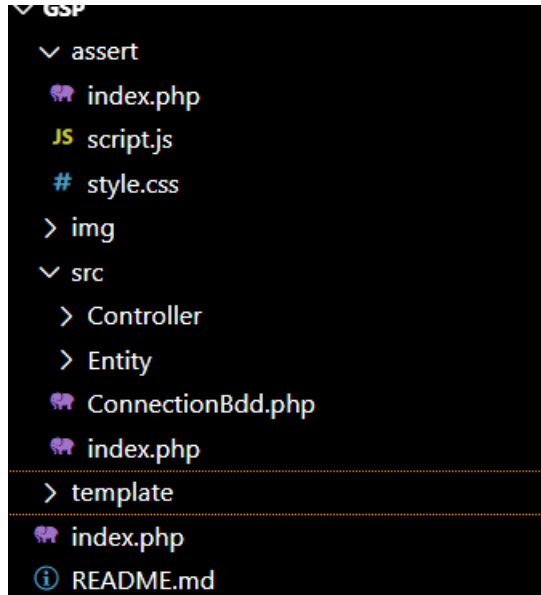 GSP
assert
index.php
JS script.js
# style.css
img
src
Controller
Entity
ConnectionBdd.php
index.php
template
index.php
README.md